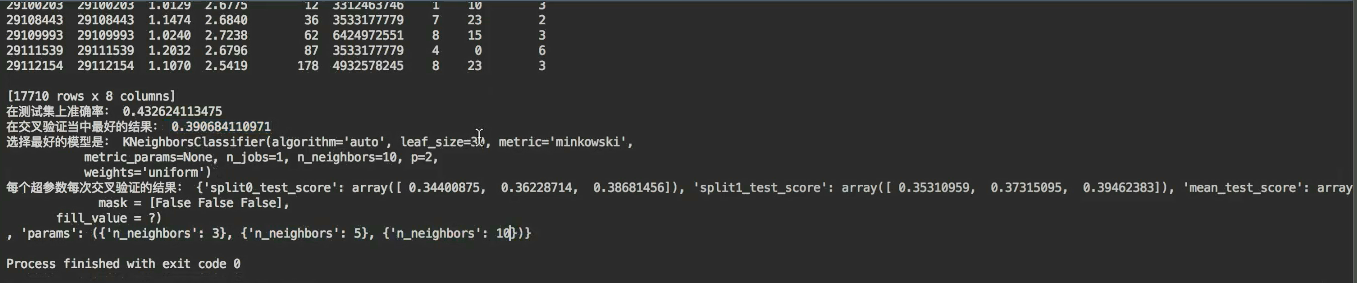 29100203 29100203 1.0129 2.6775 12 3312463746 1 10 3
29108443 29108443 1.1474 2.6840 36 3533177779 7 23 2
29109993 29109993 1.0240 2.7238 62 6424972551 8 15 3
29111539 29111539 1.2032 2.6796 87 3533177779 4 0 6
29112154 29112154 1.1070 2.5419 178 4932578245 8 23 3
[17710 rows x 8 columns]
在测试集上准确率： 0.432624113475
在交叉验证当中最好的结果： 0.390684110971
选择最好的模型是： KNeighborsClassifier(algorithm='auto', leaf_size=30, metric='minkowski',
metric_params=None, n_jobs=1, n_neighbors=10, p=2,
weights='uniform')
每个超参数每次交叉验证的结果： {'split0_test_score': array([ 0.34400875, 0.36228714, 0.38681456]), 'split1_test_score': array([ 0.35310959, 0.37315095, 0.39462383]), 'mean_test_score': array
mask = [False False False],
fill_value = ?)
, 'params': ({'n_neighbors': 3}, {'n_neighbors': 5}, {'n_neighbors': 10})}
Process finished with exit code 0